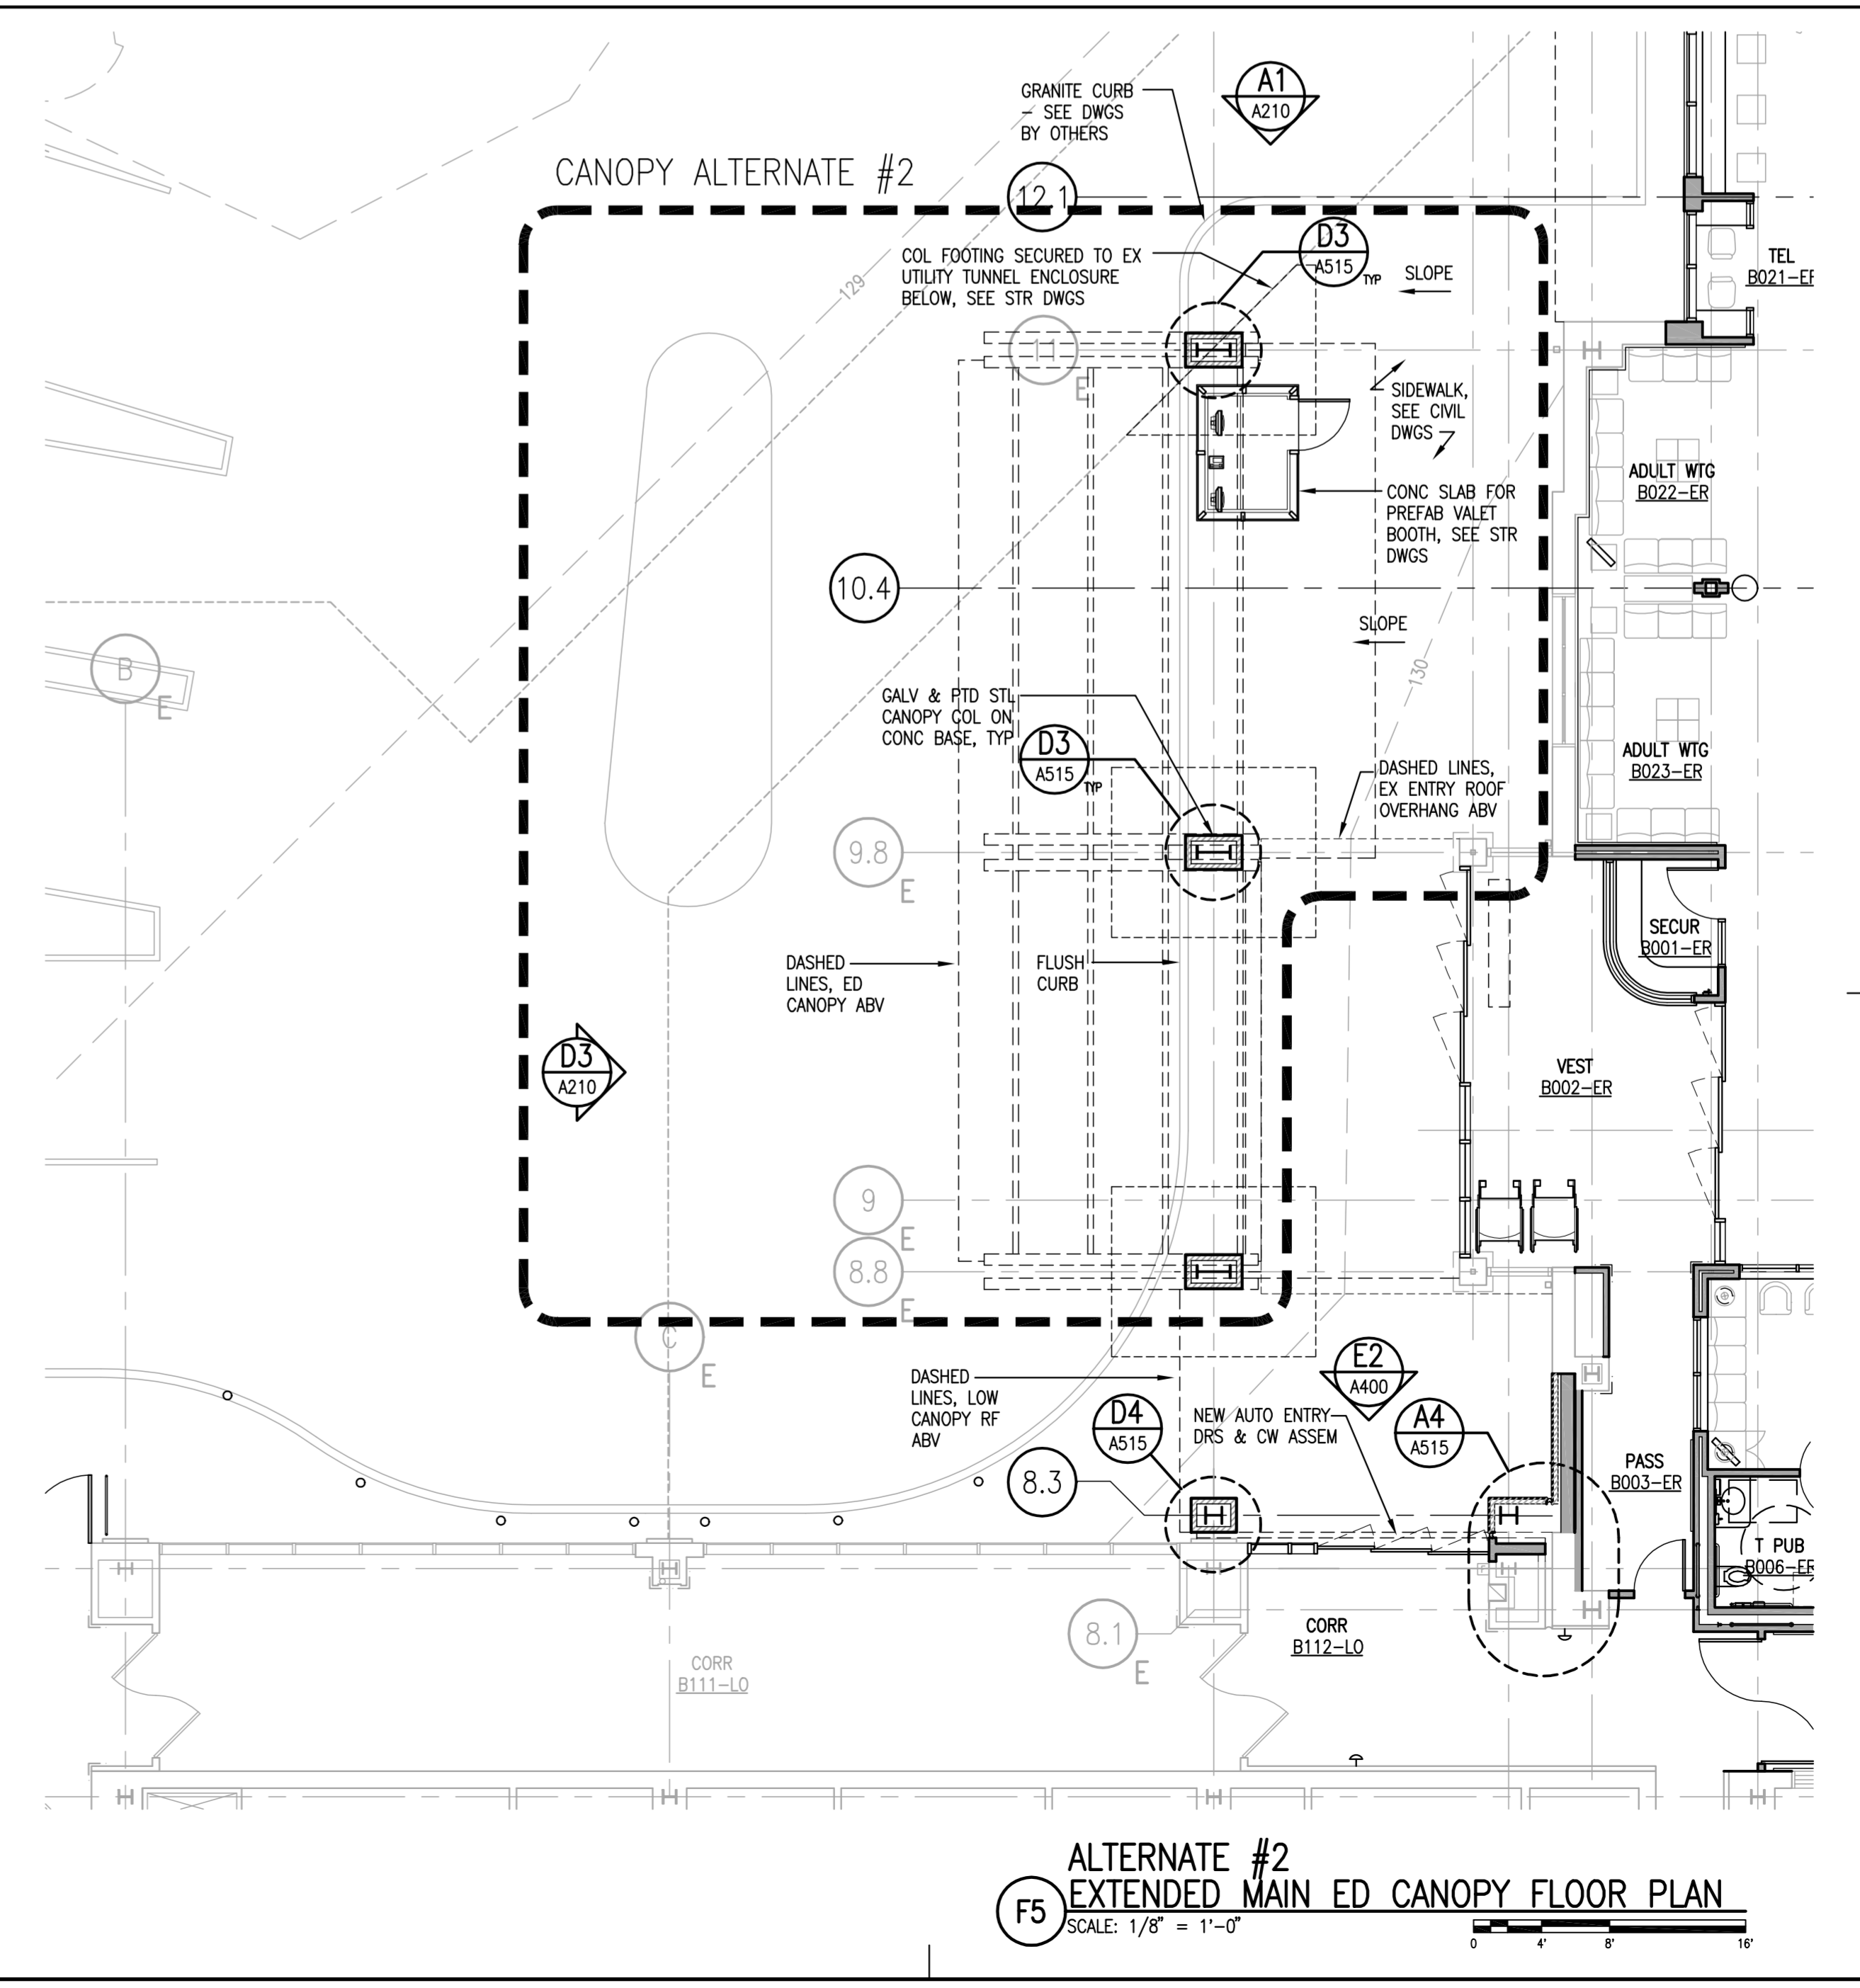 A1
A210
GRANITE CURB
- SEE DWGS
BY OTHERS
CANOPY ALTERNATE #2
12.1
COL FOOTING SECURED TO EX
UTILITY TUNNEL ENCLOSURE
BELOW, SEE STR DWGS
D3
A515
TYP
SLOPE
TEL
B021-ER
129
11
E
SIDEWALK,
SEE CIVIL
DWGS
ADULT WTG
B022-ER
CONC SLAB FOR
PREFAB VALET
BOOTH, SEE STR
DWGS
10.4
SLOPE
B
E
130
GALV & PTD STL
CANOPY COL ON
CONC BASE, TYP
D3
A515
TYP
ADULT WTG
B023-ER
DASHED LINES,
EX ENTRY ROOF
OVERHANG ABV
9.8
E
SECUR
B001-ER
DASHED
LINES, ED
CANOPY ABV
FLUSH
CURB
D3
A210
VEST
B002-ER
9
E
8.8
E
C
E
DASHED
LINES, LOW
CANOPY RF
ABV
E2
A400
D4
A515
NEW AUTO ENTRY
DRS & CW ASSEM
A4
A515
8.3
PASS
B003-ER
T PUB
B006-ER
8.1
E
CORR
B112-LO
CORR
B111-LO
ALTERNATE #2
F5
EXTENDED MAIN ED CANOPY FLOOR PLAN
SCALE: 1/8" = 1'-0"
0 4' 8' 16'